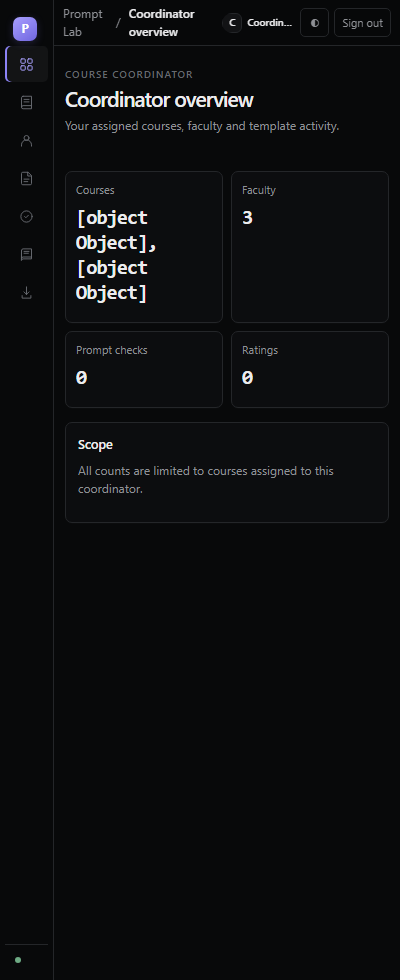 P
Prompt
Lab
/
Coordinator
overview
C
Coordin...
Sign out
COURSE COORDINATOR
Coordinator overview
Your assigned courses, faculty and template activity.
Courses
[object
Object],
[object
Object]
Faculty
3
Prompt checks
0
Ratings
0
Scope
All counts are limited to courses assigned to this
coordinator.